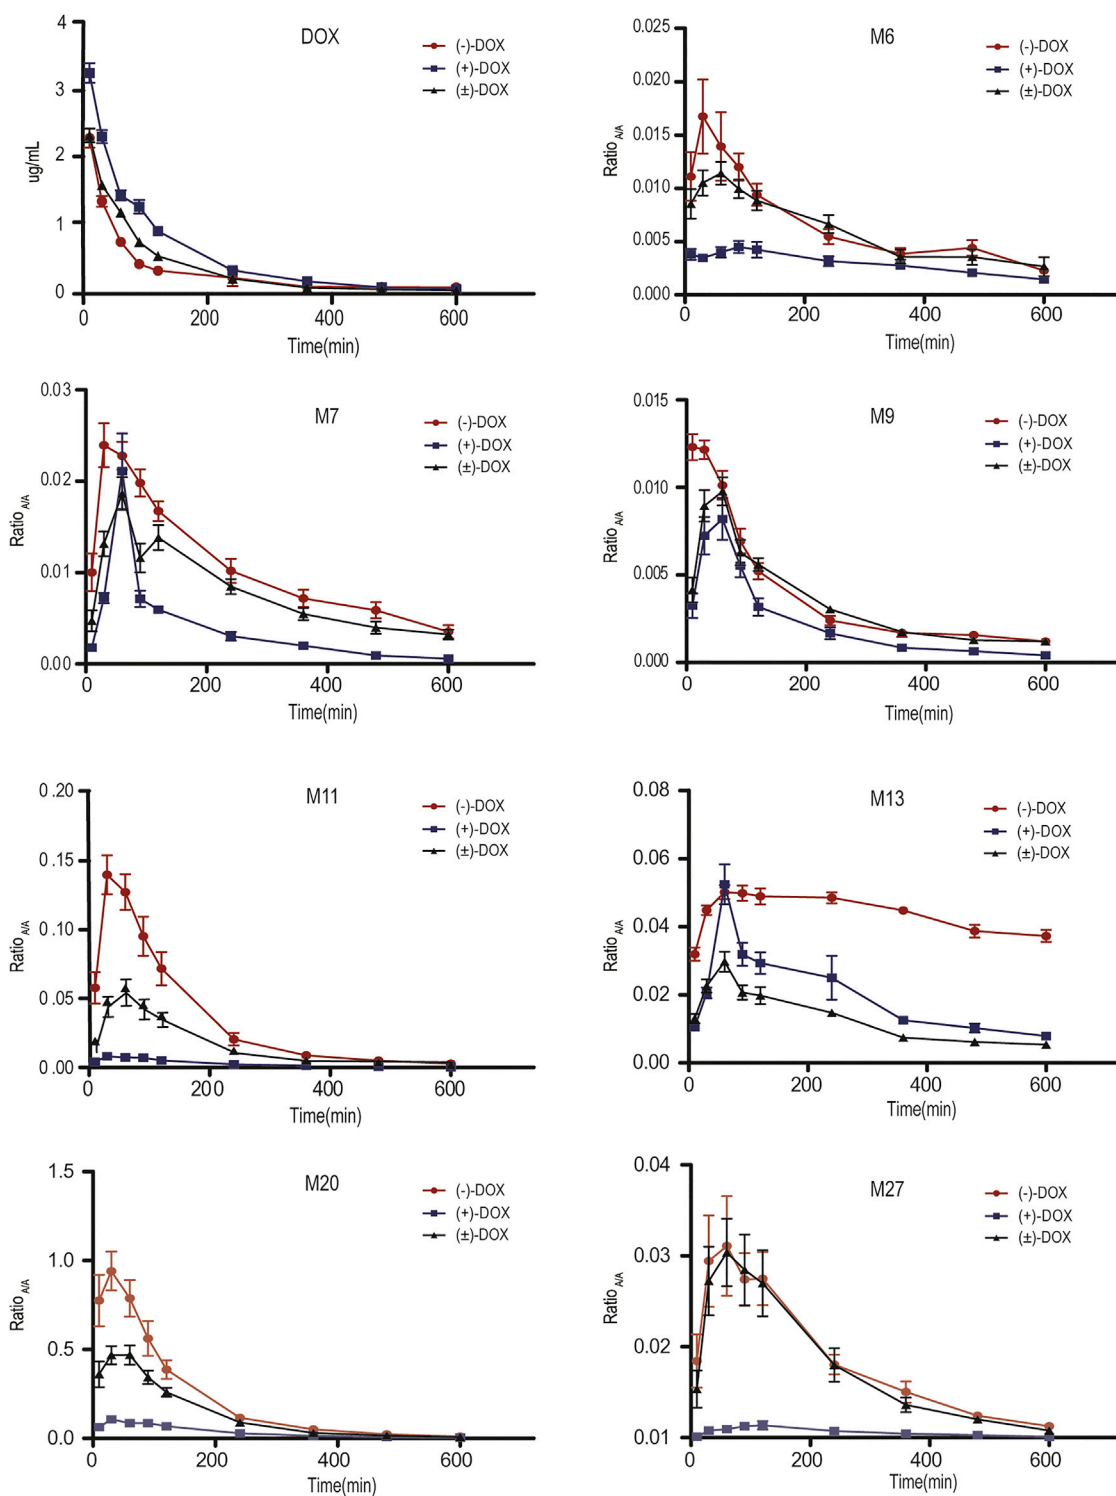 DOX
(-)-DOX
(+)-DOX
(±)-DOX
4
3
2
1
0
ug/mL
0 200 400 600
Time(min)
M6
(-)-DOX
(+)-DOX
(±)-DOX
0.025
0.020
0.015
0.010
0.005
0.000
Ratio A/A
0 200 400 600
Time(min)
M7
(-)-DOX
(+)-DOX
(±)-DOX
0.03
0.02
0.01
0.00
Ratio A/A
0 200 400 600
Time(min)
M9
(-)-DOX
(+)-DOX
(±)-DOX
0.015
0.010
0.005
0.000
Ratio A/A
0 200 400 600
Time(min)
M11
(-)-DOX
(+)-DOX
(±)-DOX
0.20
0.15
0.10
0.05
0.00
Ratio A/A
0 200 400 600
Time(min)
M13
(-)-DOX
(+)-DOX
(±)-DOX
0.08
0.06
0.04
0.02
0.00
Ratio A/A
0 200 400 600
Time(min)
M20
(-)-DOX
(+)-DOX
(±)-DOX
1.5
1.0
0.5
0.0
Ratio A/A
0 200 400 600
Time(min)
M27
(-)-DOX
(+)-DOX
(±)-DOX
0.04
0.03
0.02
0.01
Ratio A/A
0 200 400 600
Time(min)